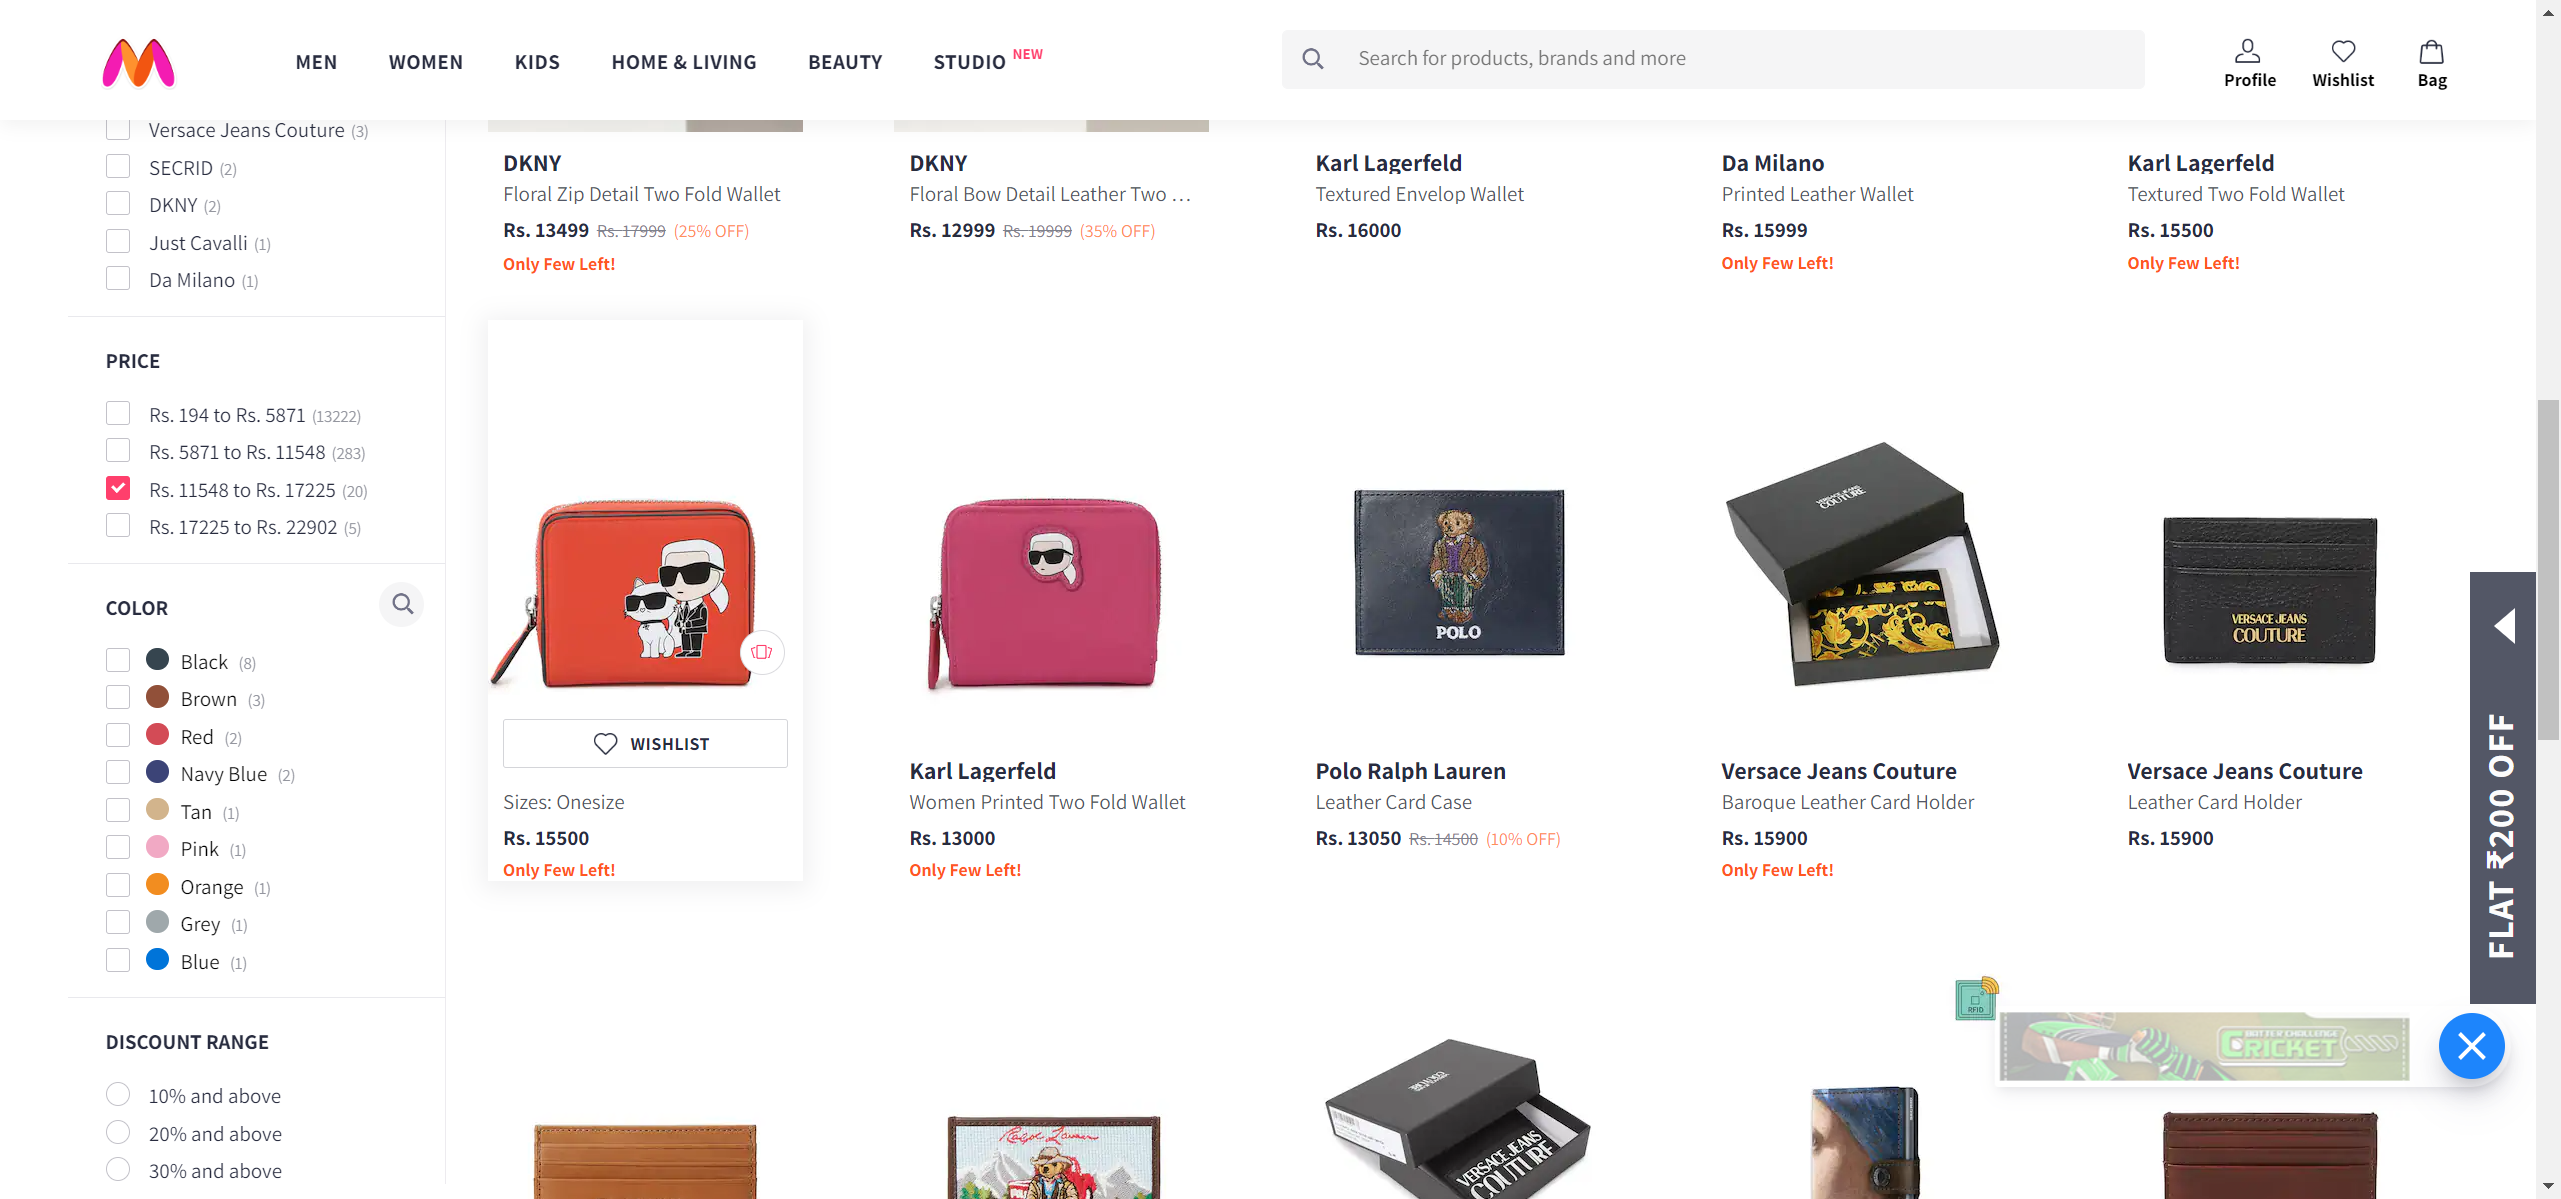 MEN WOMEN KIDS HOME & LIVING BEAUTY STUDIO NEW
Search for products, brands and more
Profile Wishlist Bag
Versace Jeans Couture (3)
SECRID (2)
DKNY (2)
Just Cavalli (1)
Da Milano (1)
PRICE
Rs. 194 to Rs. 5871 (13222)
Rs. 5871 to Rs. 11548 (283)
Rs. 11548 to Rs. 17225 (20)
Rs. 17225 to Rs. 22902 (5)
COLOR
Black (8)
Brown (3)
Red (2)
Navy Blue (2)
Tan (1)
Pink (1)
Orange (1)
Grey (1)
Blue (1)
DISCOUNT RANGE
10% and above
20% and above
30% and above
DKNY
Floral Zip Detail Two Fold Wallet
Rs. 13499 Rs. 17999 (25% OFF)
Only Few Left!
DKNY
Floral Bow Detail Leather Two ...
Rs. 12999 Rs. 19999 (35% OFF)
Karl Lagerfeld
Textured Envelop Wallet
Rs. 16000
Da Milano
Printed Leather Wallet
Rs. 15999
Only Few Left!
Karl Lagerfeld
Textured Two Fold Wallet
Rs. 15500
Only Few Left!
WISHLIST
Sizes: Onesize
Rs. 15500
Only Few Left!
Karl Lagerfeld
Women Printed Two Fold Wallet
Rs. 13000
Only Few Left!
POLO
Polo Ralph Lauren
Leather Card Case
Rs. 13050 Rs. 14500 (10% OFF)
VERSACE JEANS
COUTURE
Versace Jeans Couture
Baroque Leather Card Holder
Rs. 15900
Only Few Left!
VERSACE JEANS
COUTURE
Versace Jeans Couture
Leather Card Holder
Rs. 15900
FLAT ₹200 OFF
Ralph Lauren
VERSACE JEANS
COUTURE
RFID
BATTER CHALLENGE
CRICKET